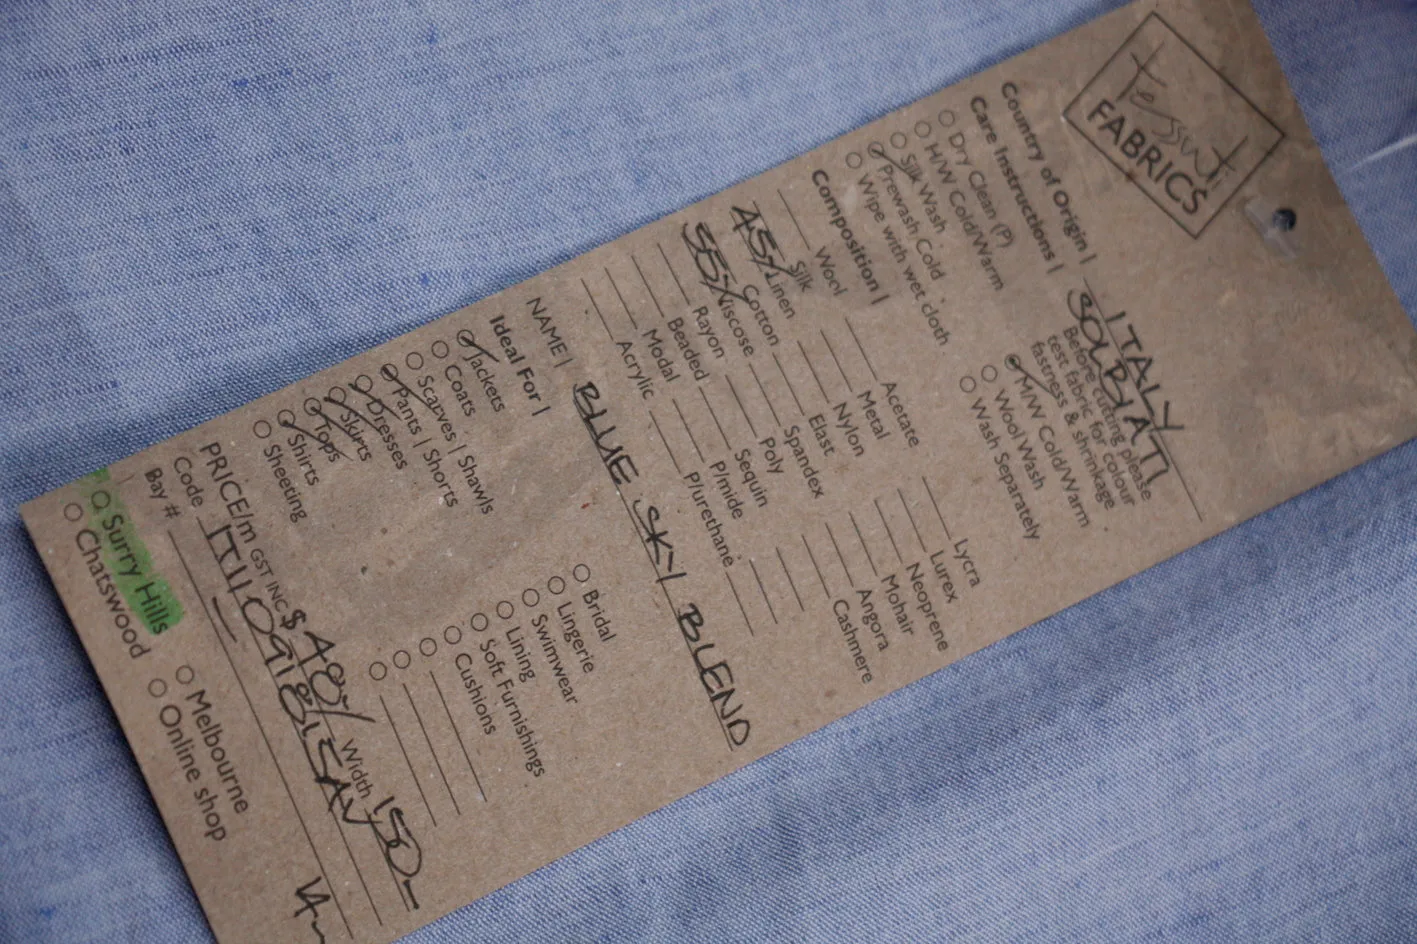 Tessuti
FABRICS
Country of Origin | ITALY
SOLBIATI
Care Instructions | Before cutting please
test fabric for colour
fastness & shrinkage
Dry Clean (P)
H/W Cold/Warm
Silk Wash
Prewash Cold
Wipe with wet cloth
M/W Cold/Warm
Wool Wash
Wash Separately
Composition |
Wool
Silk
45% Linen
Cotton
55% Viscose
Rayon
Beaded
Modal
Acrylic
Acetate
Metal
Nylon
Elast
Spandex
Poly
Sequin
P/mide
P/urethane
Lycra
Lurex
Neoprene
Mohair
Angora
Cashmere
NAME | BLUE SKY BLEND
Ideal For |
Jackets
Coats
Scarves | Shawls
Pants | Shorts
Dresses
Skirts
Tops
Shirts
Sheeting
Bridal
Lingerie
Swimwear
Lining
Soft Furnishings
Cushions
PRICE/m GST INC $ Width 150
Code
Bay #
Surry Hills
Chatswood
Melbourne
Online shop